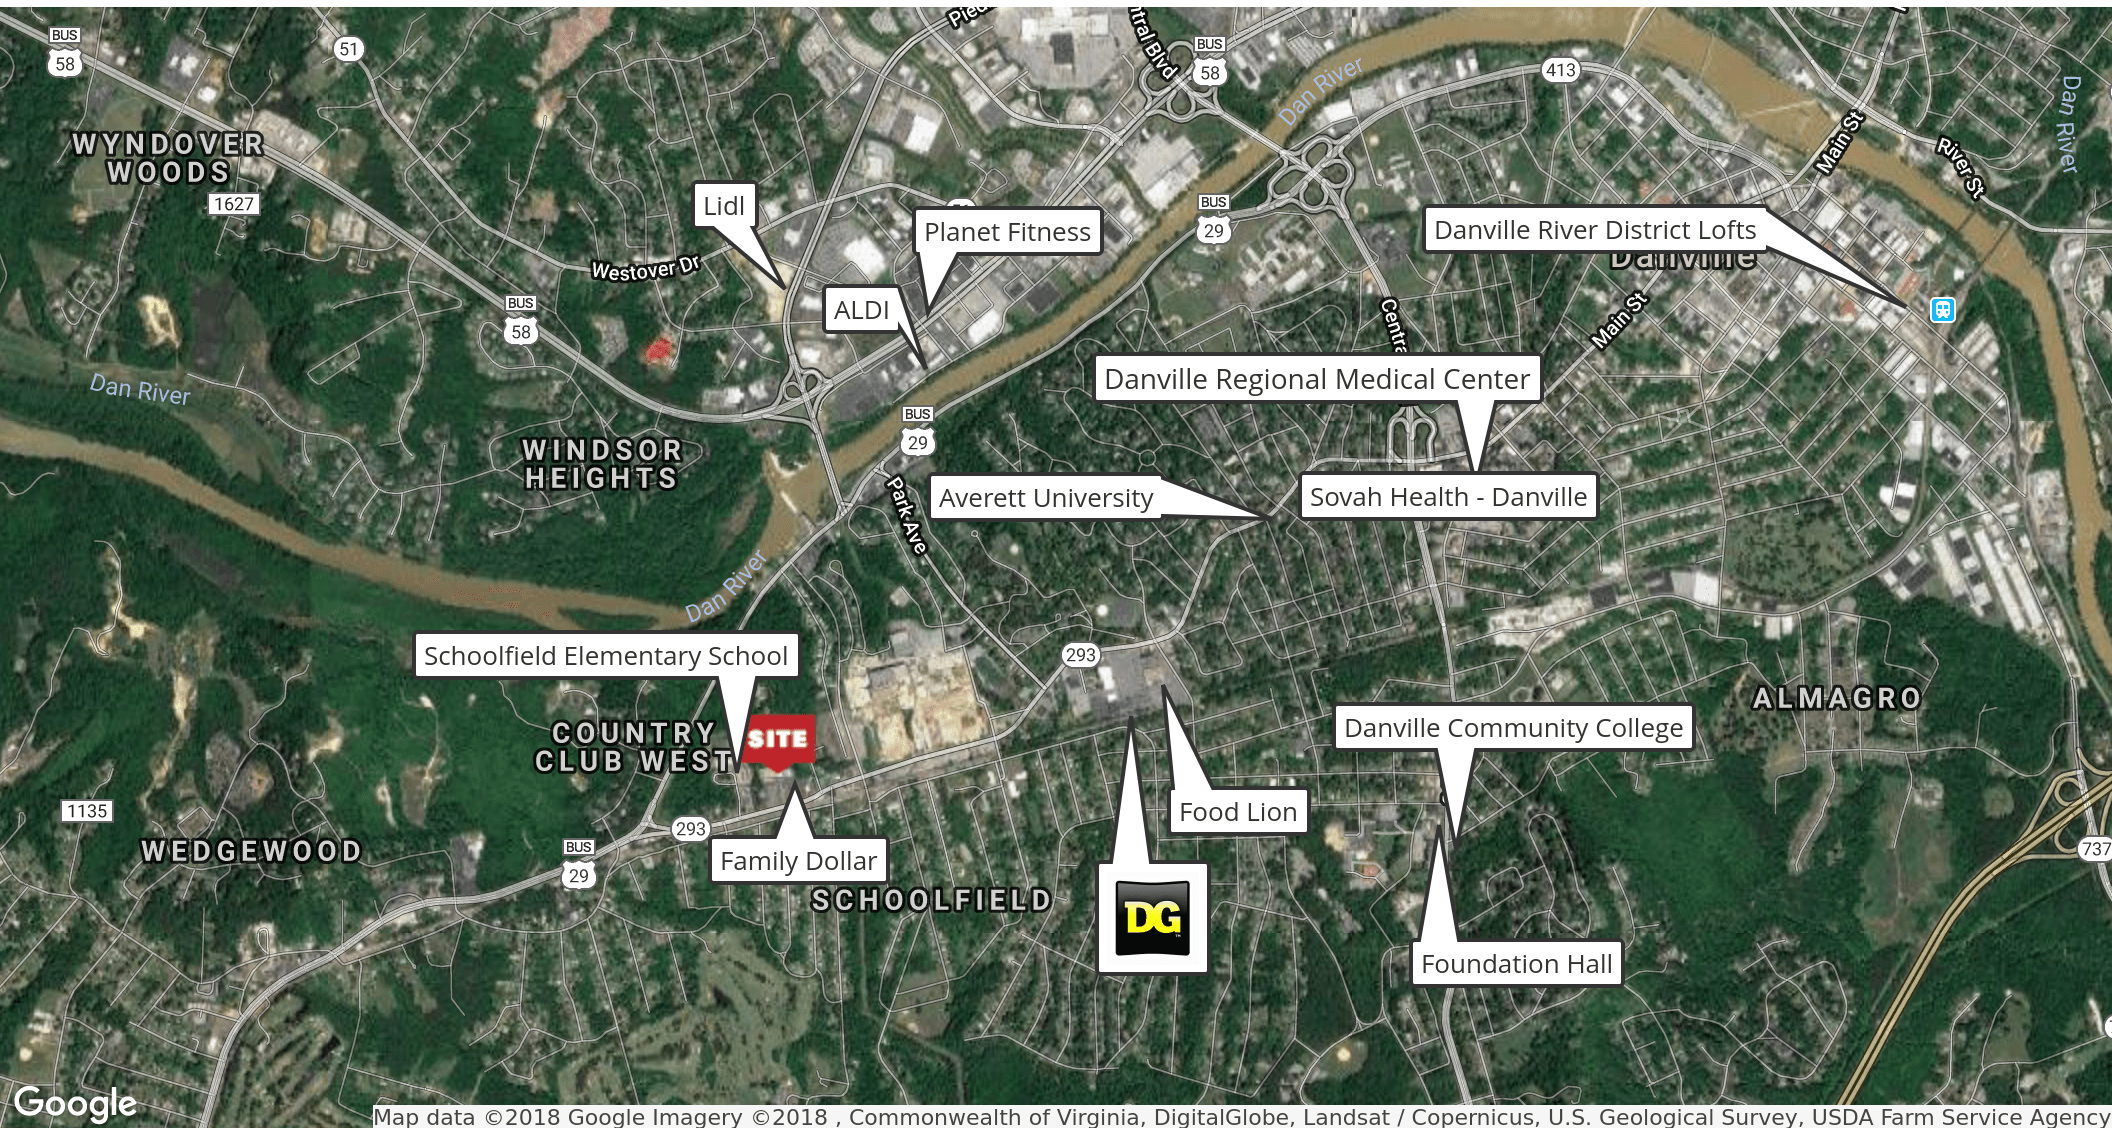 Pied
ntral Blvd
BUS
58
51
BUS
58
413
Dan River
Dan River
Main St
River St
WYNDOVER
WOODS
1627
Lidl
Planet Fitness
BUS
29
Danville River District Lofts
Danville
Westover Dr
ALDI
BUS
58
Centra
Main St
Dan River
Danville Regional Medical Center
BUS
29
WINDSOR
HEIGHTS
Park Ave
Averett University
Sovah Health - Danville
Dan River
Schoolfield Elementary School
293
ALMAGRO
COUNTRY
CLUB WEST
SITE
Danville Community College
1135
Food Lion
293
WEDGEWOOD
BUS
29
Family Dollar
737
SCHOOLFIELD
DG
Foundation Hall
Google
Map data ©2018 Google Imagery ©2018 , Commonwealth of Virginia, DigitalGlobe, Landsat / Copernicus, U.S. Geological Survey, USDA Farm Service Agency